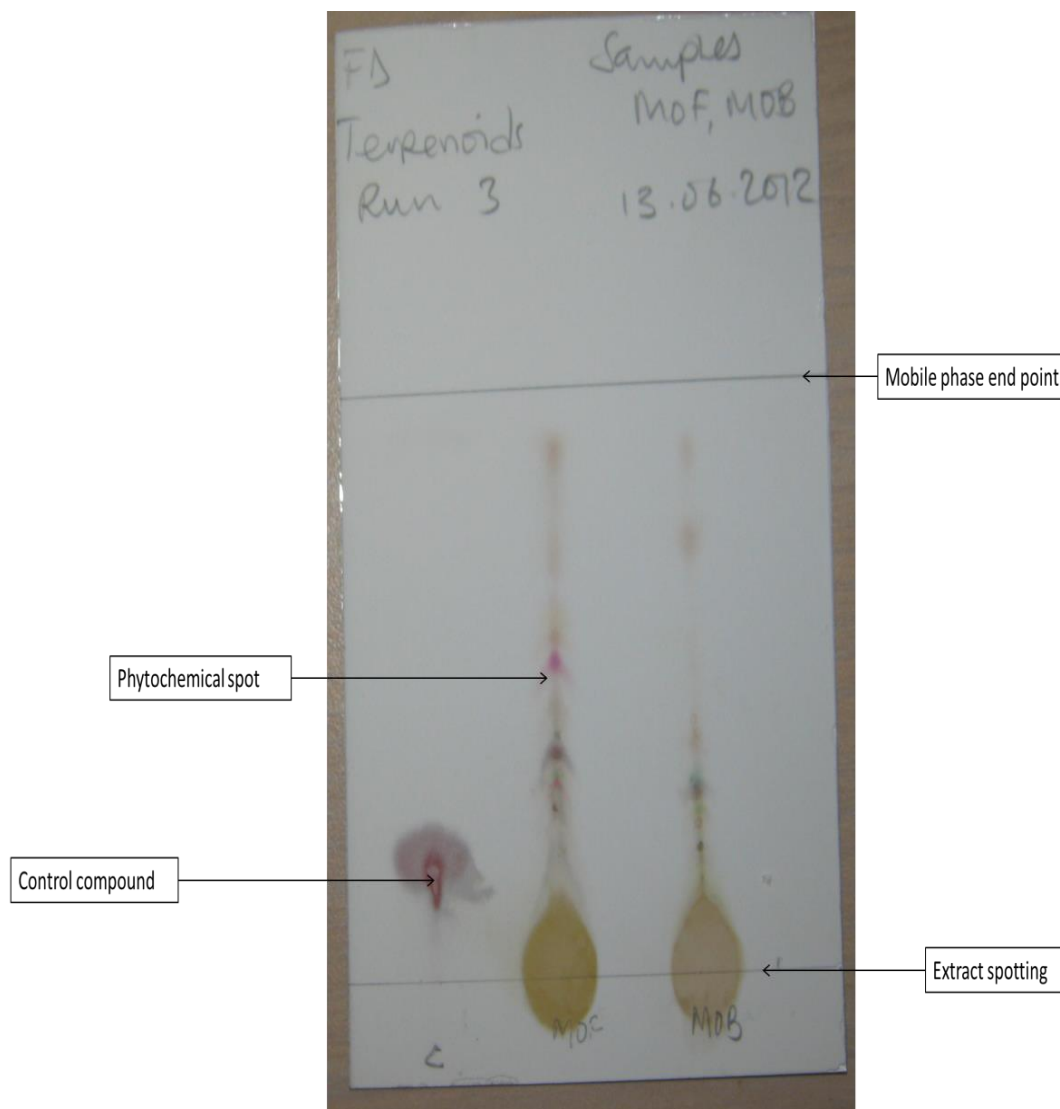 FD
Terpenoids
Run 3
Samples
MOF, MOB
13.06.2012
Mobile phase end point
Phytochemical spot
Control compound
Extract spotting
C
MOF
MOB